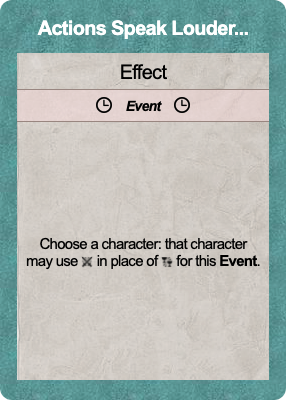 Actions Speak Louder...
Effect
Event
Choose a character: that character
may use in place of for this Event.